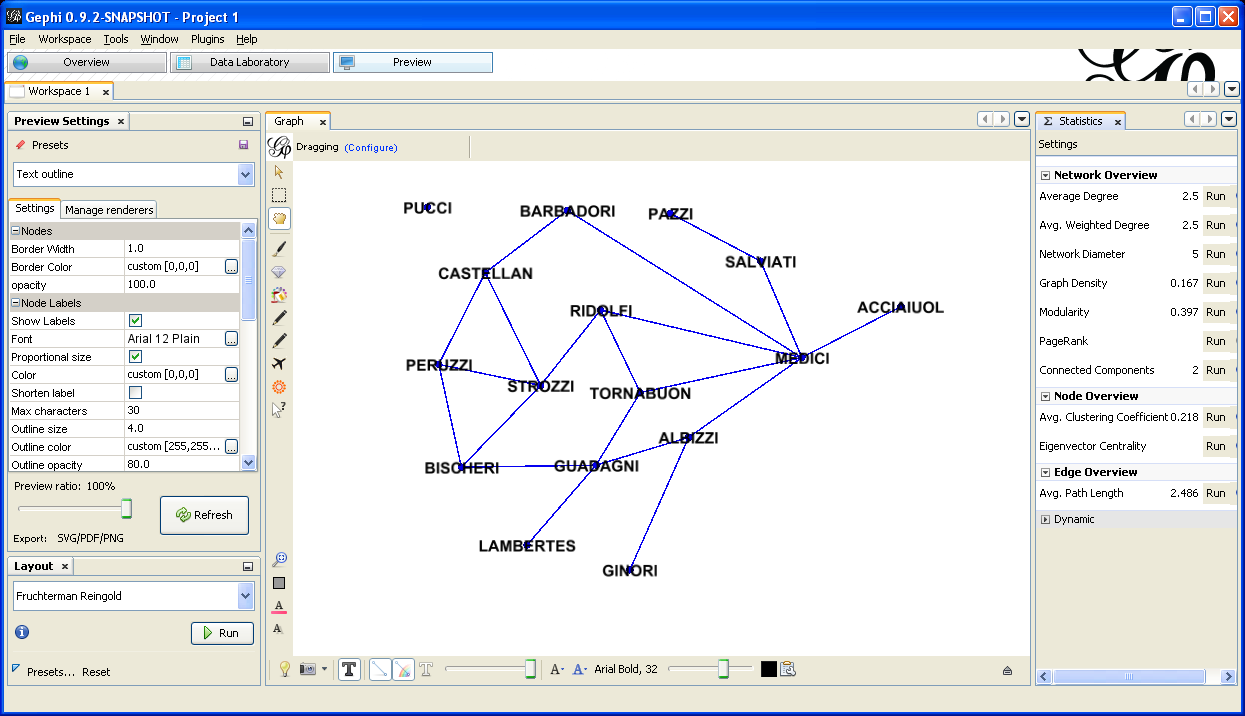 Gephi 0.9.2-SNAPSHOT - Project 1
File Workspace Tools Window Plugins Help
Overview Data Laboratory Preview
Workspace 1 x
Preview Settings x
Presets
Text outline
Settings Manage renderers
Nodes
Border Width 1.0
Border Color custom [0,0,0] ...
opacity 100.0
Node Labels
Show Labels
Font Arial 12 Plain ...
Proportional size
Color custom [0,0,0] ...
Shorten label
Max characters 30
Outline size 4.0
Outline color custom [255,255... ...
Outline opacity 80.0
Preview ratio: 100%
Refresh
Export: SVG/PDF/PNG
Layout x
Fruchterman Reingold
Run
Presets... Reset
Graph x
Dragging (Configure)
PUCCI
BARBADORI
PAZZI
CASTELLAN
SALVIATI
RIDOLFI
ACCIAIUOL
PERUZZI
MEDICI
STROZZI
TORNABUON
ALBIZZI
BISCHERI
GUADAGNI
LAMBERTES
GINORI
Arial Bold, 32
Σ Statistics x
Settings
Network Overview
Average Degree 2.5 Run
Avg. Weighted Degree 2.5 Run
Network Diameter 5 Run
Graph Density 0.167 Run
Modularity 0.397 Run
PageRank Run
Connected Components 2 Run
Node Overview
Avg. Clustering Coefficient 0.218 Run
Eigenvector Centrality Run
Edge Overview
Avg. Path Length 2.486 Run
Dynamic